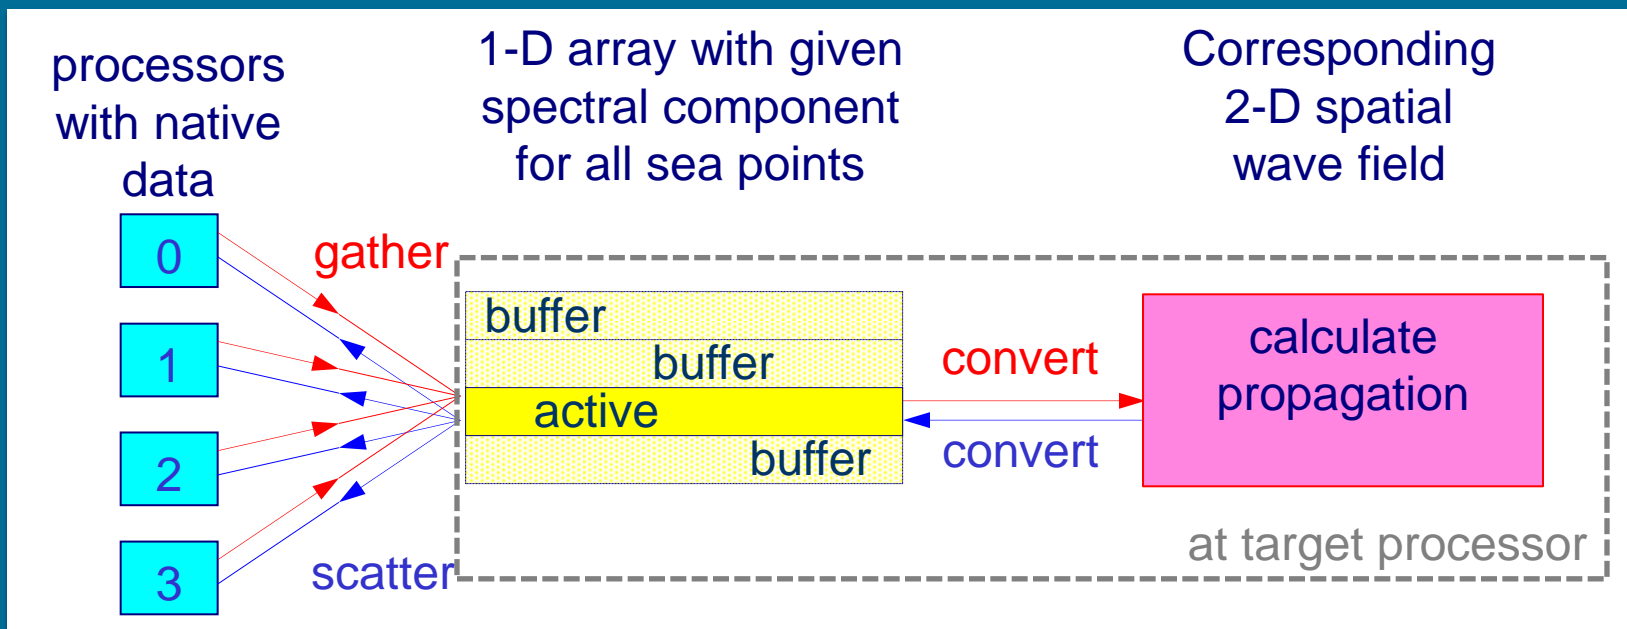 processors
with native
data
1-D array with given
spectral component
for all sea points
Corresponding
2-D spatial
wave field
0
1
2
3
gather
scatter
buffer
buffer
active
buffer
convert
convert
calculate
propagation
at target processor